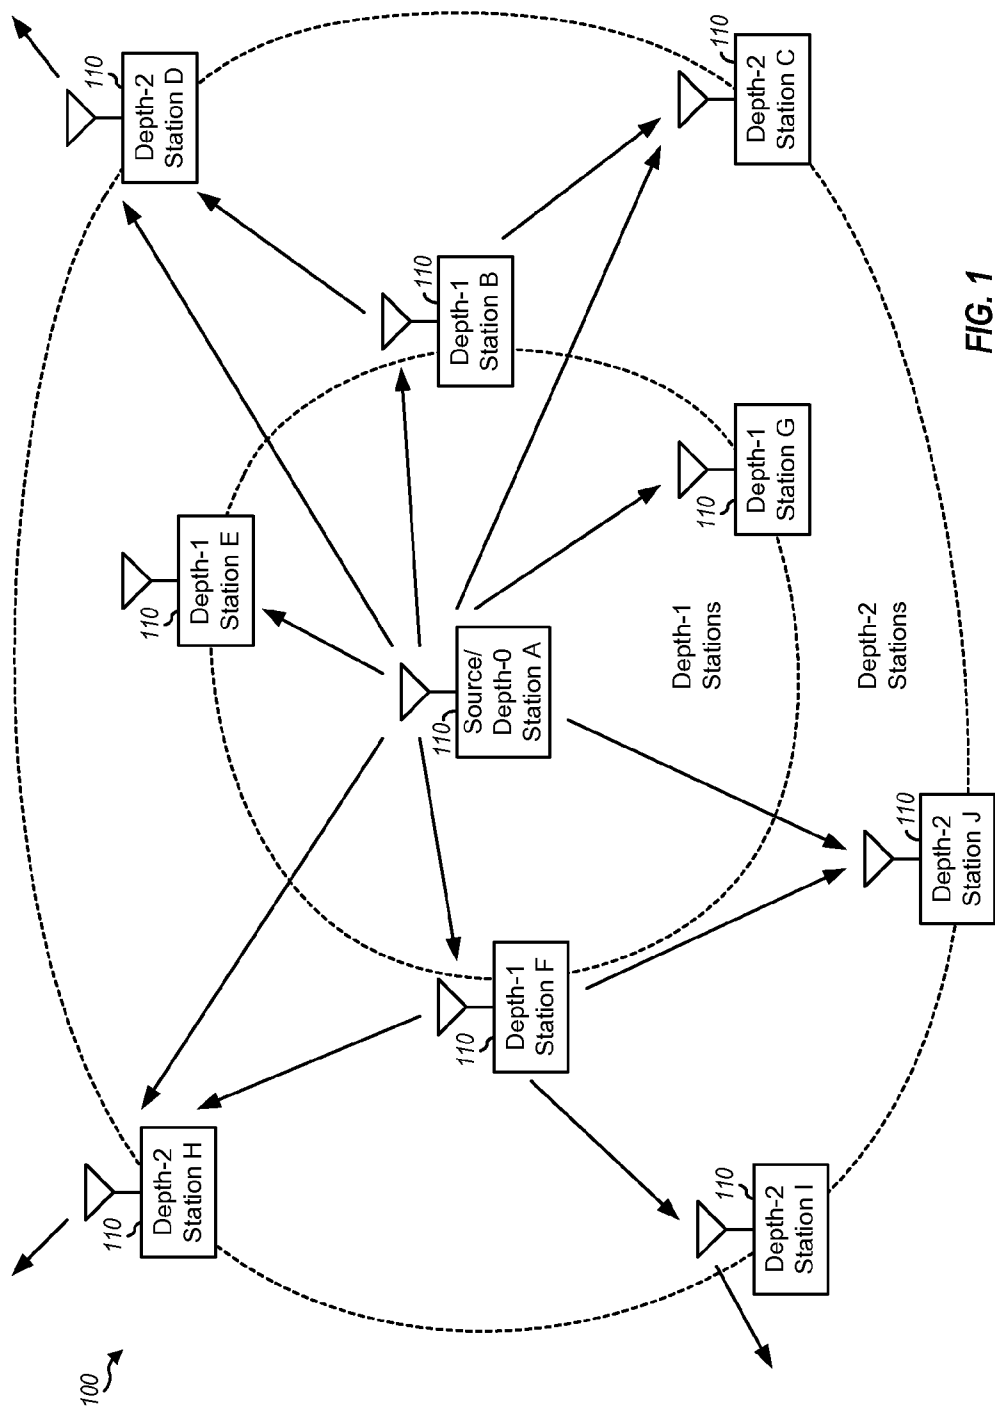 100
110
Depth-2
Station D
110
Depth-2
Station H
110
Depth-1
Station E
110
Depth-1
Station B
110
Source/
Depth-0
Station A
110
Depth-1
Station F
Depth-1
Stations
110
Depth-1
Station G
110
Depth-2
Station C
110
Depth-2
Station I
Depth-2
Stations
110
Depth-2
Station J
FIG. 1